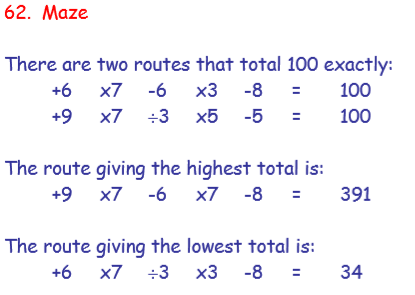 62. Maze
There are two routes that total 100 exactly:
+6 x7 -6 x3 -8 = 100
+9 x7 ÷3 x5 -5 = 100
The route giving the highest total is:
+9 x7 -6 x7 -8 = 391
The route giving the lowest total is:
+6 x7 ÷3 x3 -8 = 34